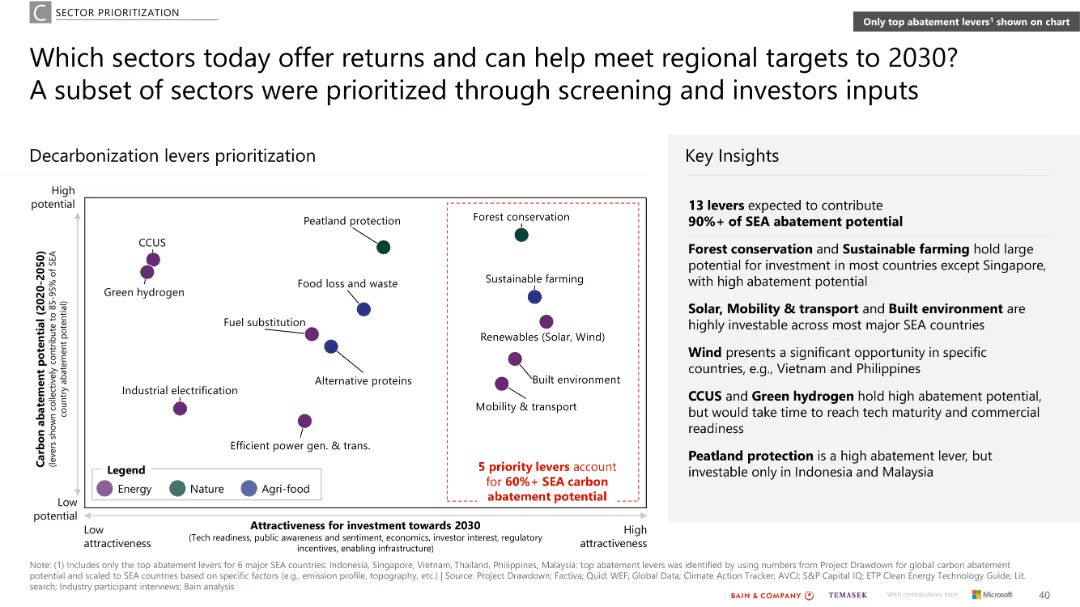 C SECTOR PRIORITIZATION
Only top abatement levers¹ shown on chart
Which sectors today offer returns and can help meet regional targets to 2030?
A subset of sectors were prioritized through screening and investors inputs
Decarbonization levers prioritization
High
potential
Carbon abatement potential (2020-2050)
(levers shown collectively contribute to 85-95% of SEA
country abatement potential)
Low
potential
Peatland protection
Forest conservation
CCUS
Green hydrogen
Food loss and waste
Sustainable farming
Fuel substitution
Renewables (Solar, Wind)
Alternative proteins
Built environment
Industrial electrification
Mobility & transport
Efficient power gen. & trans.
5 priority levers account
for 60%+ SEA carbon
abatement potential
Legend
Energy
Nature
Agri-food
Low
attractiveness
Attractiveness for investment towards 2030
(Tech readiness, public awareness and sentiment, economics, investor interest, regulatory
incentives, enabling infrastructure)
High
attractiveness
Key Insights
13 levers expected to contribute
90%+ of SEA abatement potential
Forest conservation and Sustainable farming hold large
potential for investment in most countries except Singapore,
with high abatement potential
Solar, Mobility & transport and Built environment are
highly investable across most major SEA countries
Wind presents a significant opportunity in specific
countries, e.g., Vietnam and Philippines
CCUS and Green hydrogen hold high abatement potential,
but would take time to reach tech maturity and commercial
readiness
Peatland protection is a high abatement lever, but
investable only in Indonesia and Malaysia
Note: (1) Includes only the top abatement levers for 6 major SEA countries: Indonesia, Singapore, Vietnam, Thailand, Philippines, Malaysia; top levers was identified by using numbers from Project Drawdown for global carbon abatement
potential and scaled to SEA countries based on specific factors (e.g., emission profile, topography, etc.) | Source: Project Drawdown; Factiva; Quid; WEF; Global Data; Climate Action Tracker; AVCJ; S&P Capital IQ; ETP Clean Energy Technology Guide; Lit.
search; Industry participant interviews; Bain analysis
BAIN & COMPANY
TEMASEK
With contributions from
Microsoft
40